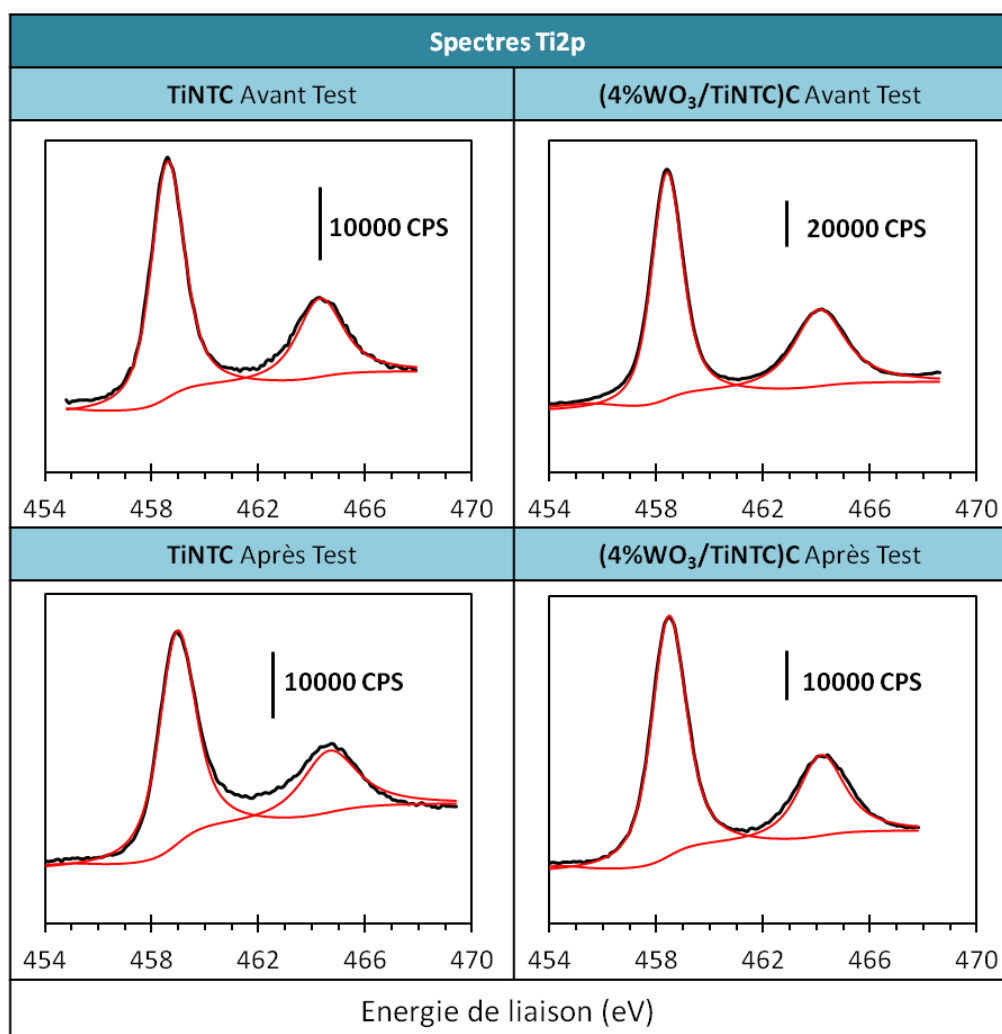 Spectres Ti2p
TiNTC Avant Test
(4%WO₃/TiNTC)C Avant Test
10000 CPS
20000 CPS
454 458 462 466 470
454 458 462 466 470
TiNTC Après Test
(4%WO₃/TiNTC)C Après Test
10000 CPS
10000 CPS
454 458 462 466 470
454 458 462 466 470
Energie de liaison (eV)